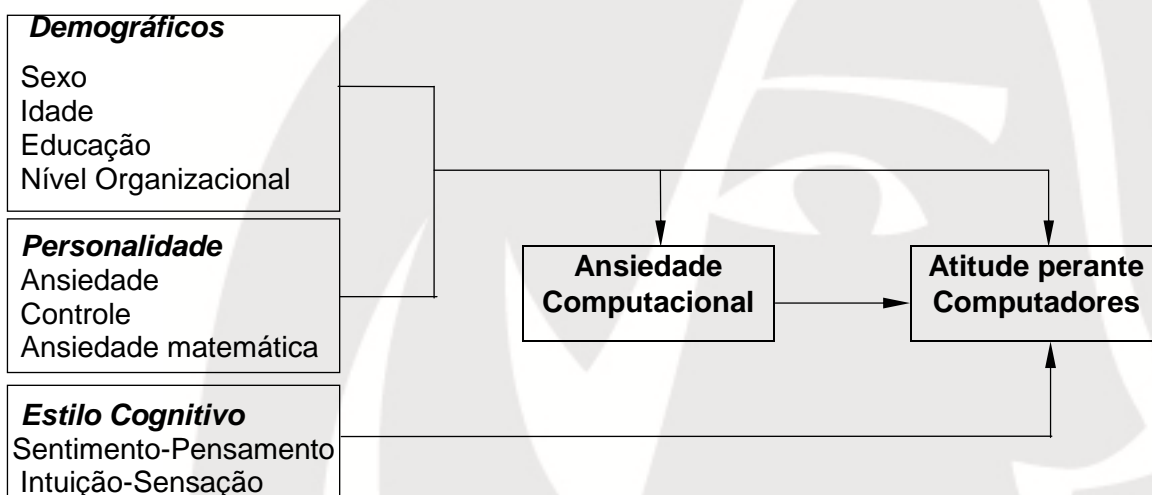 Demográficos
Sexo
Idade
Educação
Nível Organizacional
Personalidade
Ansiedade
Controle
Ansiedade matemática
Estilo Cognitivo
Sentimento-Pensamento
Intuição-Sensação
Ansiedade
Computacional
Atitude perante
Computadores